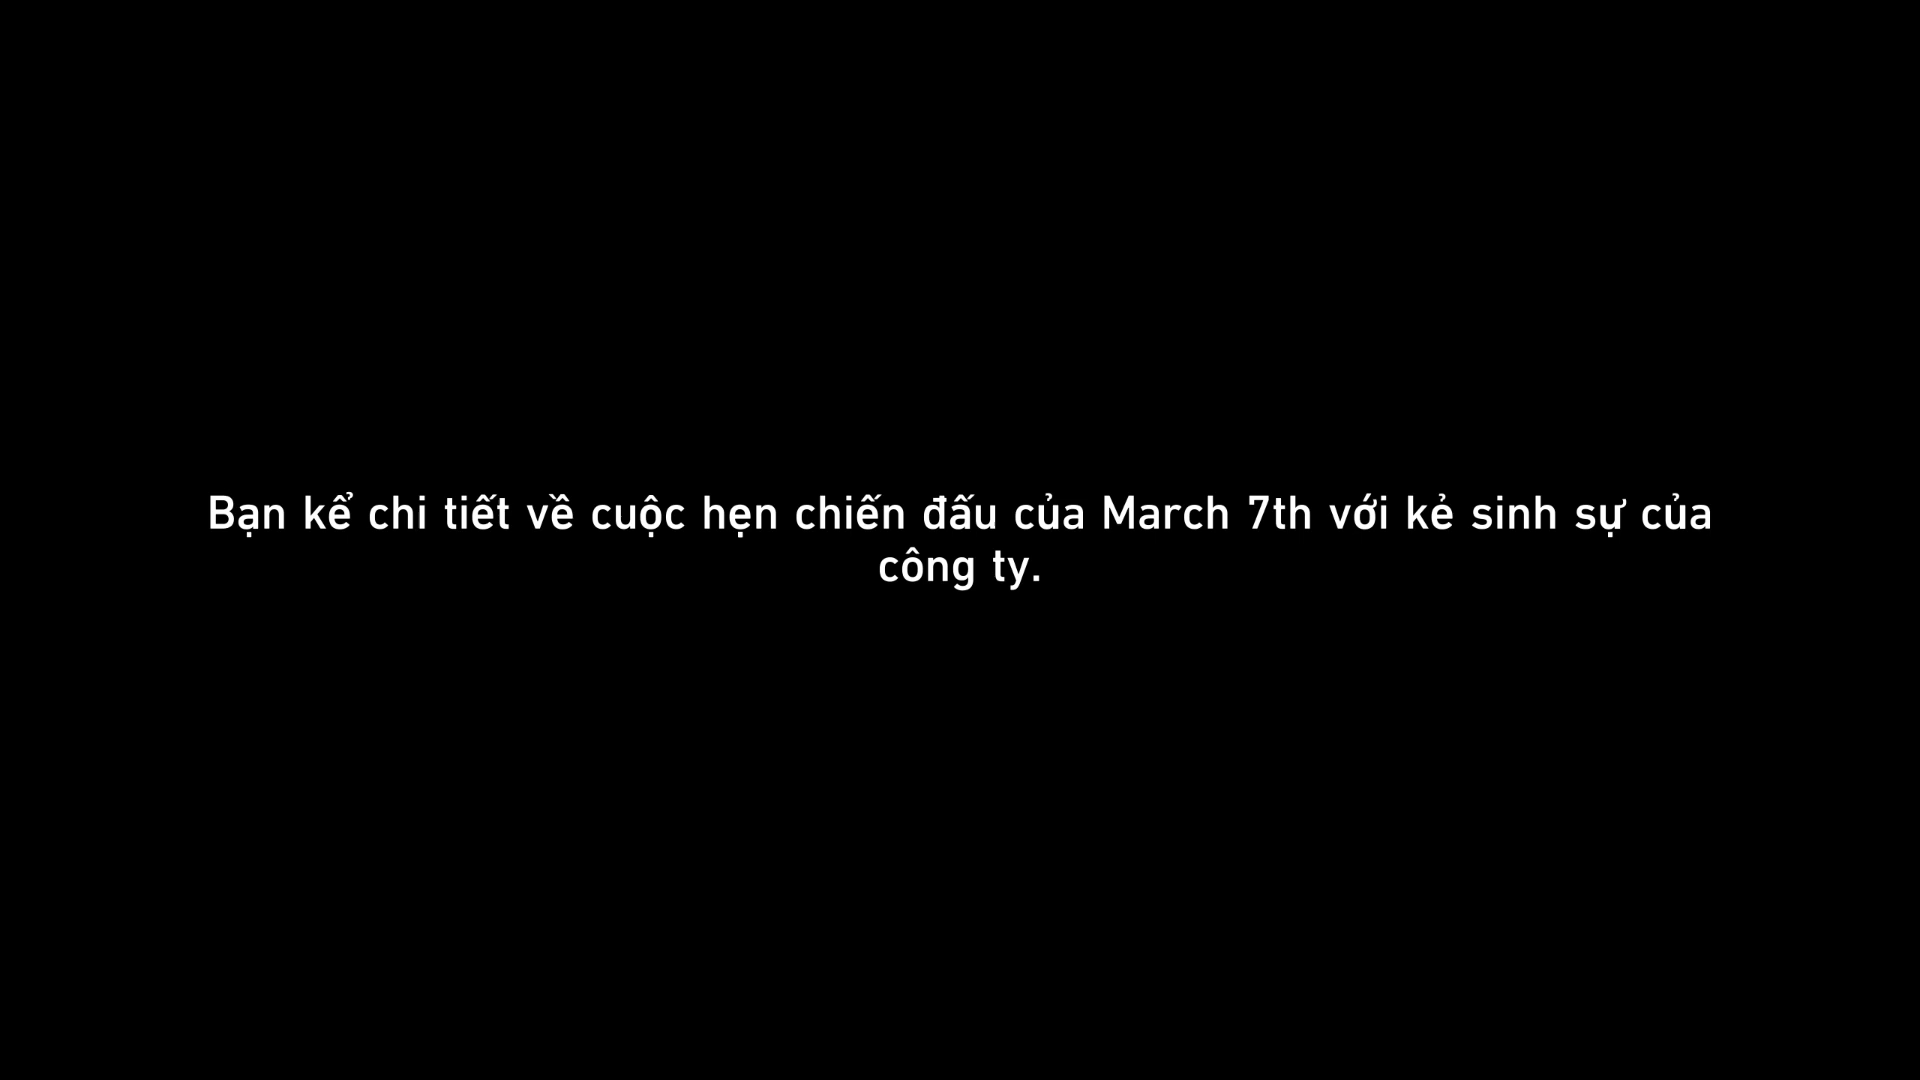 Bạn kể chi tiết về cuộc hẹn chiến đấu của March 7th với kẻ sinh sự của
công ty.